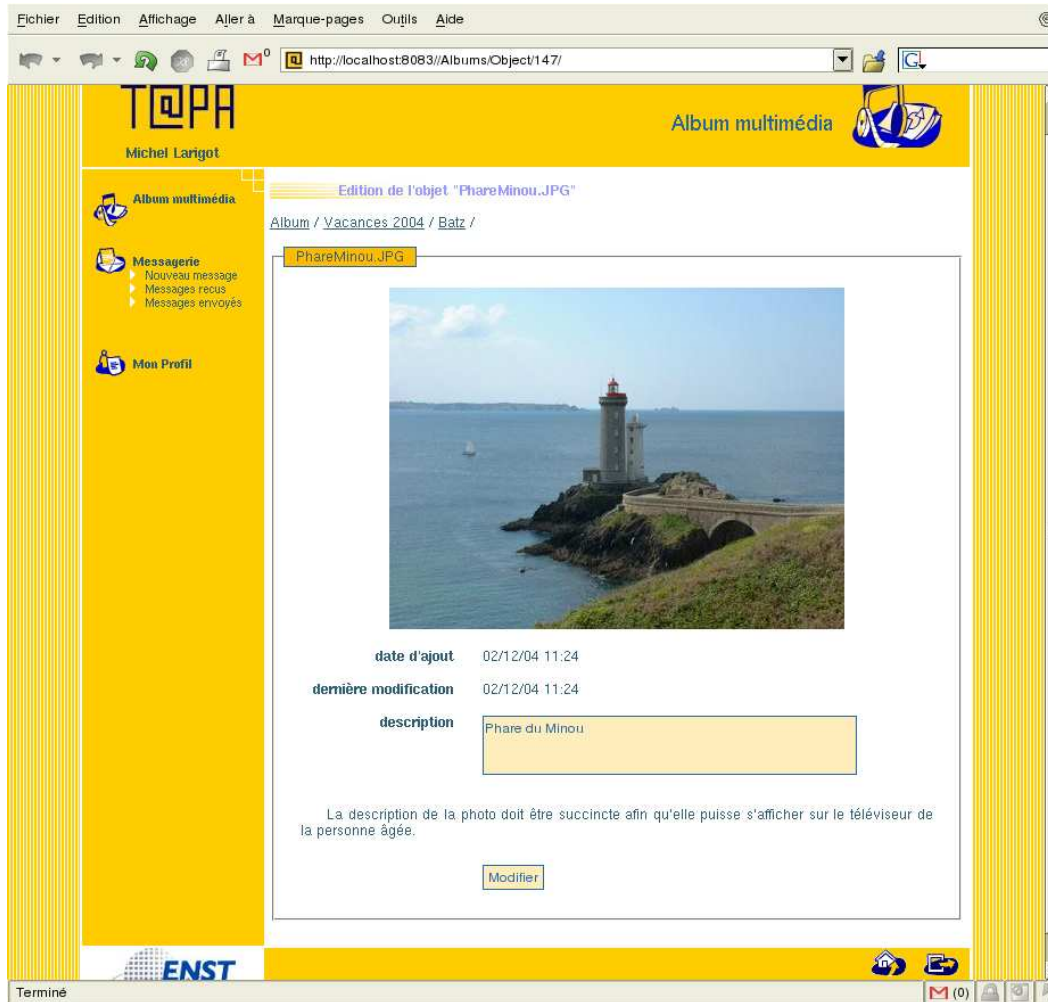 Fichier Edition Affichage Aller à Marque-pages Outils Aide
http://localhost:8083//Albums/Object/147/
T@PA
Album multimédia
Michel Larigot
Album multimédia
Messagerie
Nouveau message
Messages recus
Messages envoyés
Mon Profil
Edition de l'objet "PhareMinou.JPG"
Album / Vacances 2004 / Batz /
PhareMinou.JPG
date d'ajout 02/12/04 11:24
dernière modification 02/12/04 11:24
description Phare du Minou
La description de la photo doit être succincte afin qu'elle puisse s'afficher sur le téléviseur de
la personne âgée.
Modifier
ENST
Terminé
(0)